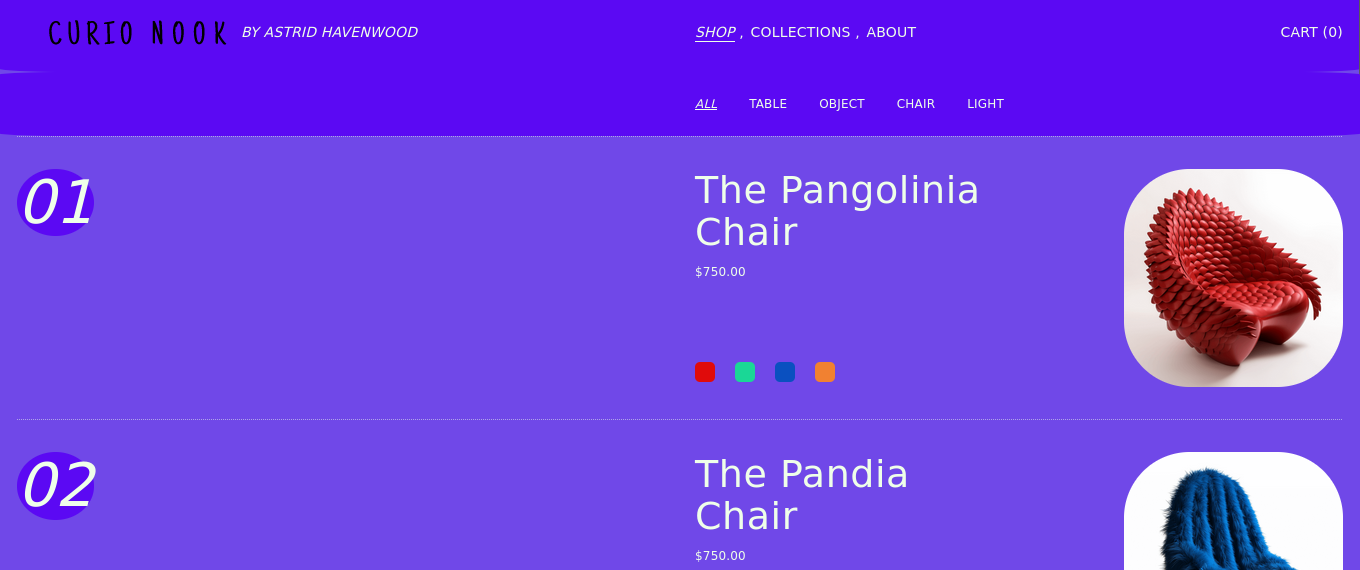 CURIO NOOK BY ASTRID HAVENWOOD SHOP , COLLECTIONS , ABOUT CART (0)
ALL TABLE OBJECT CHAIR LIGHT
01
The Pangolinia
Chair
$750.00
02
The Pandia
Chair
$750.00